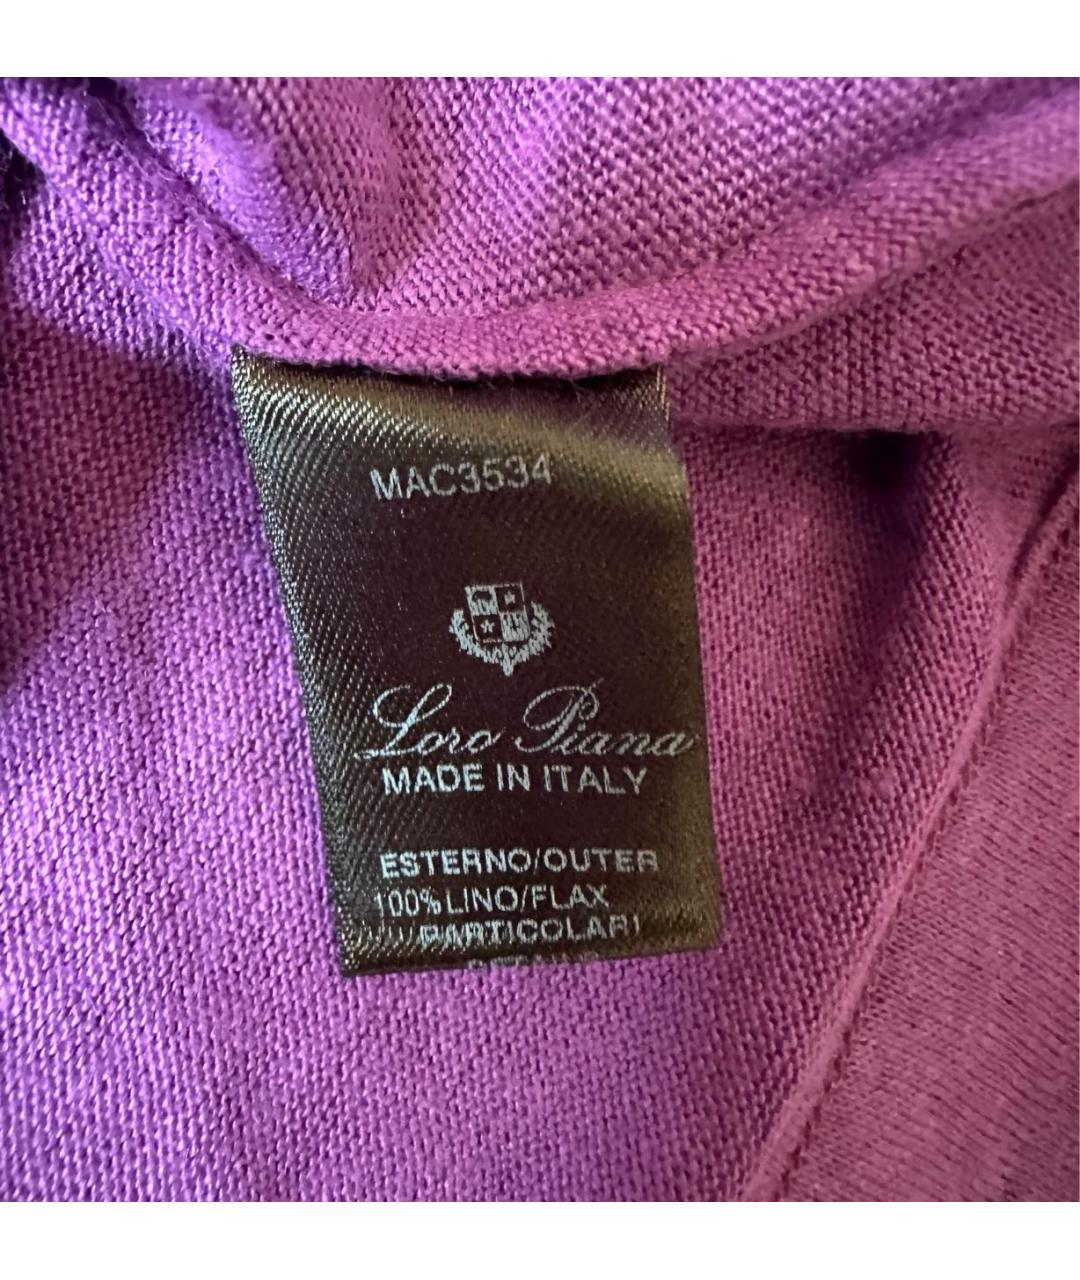 MAC3534
Loro Piana
MADE IN ITALY
ESTERNO/OUTER
100% LINO/FLAX
PARTICOLARI